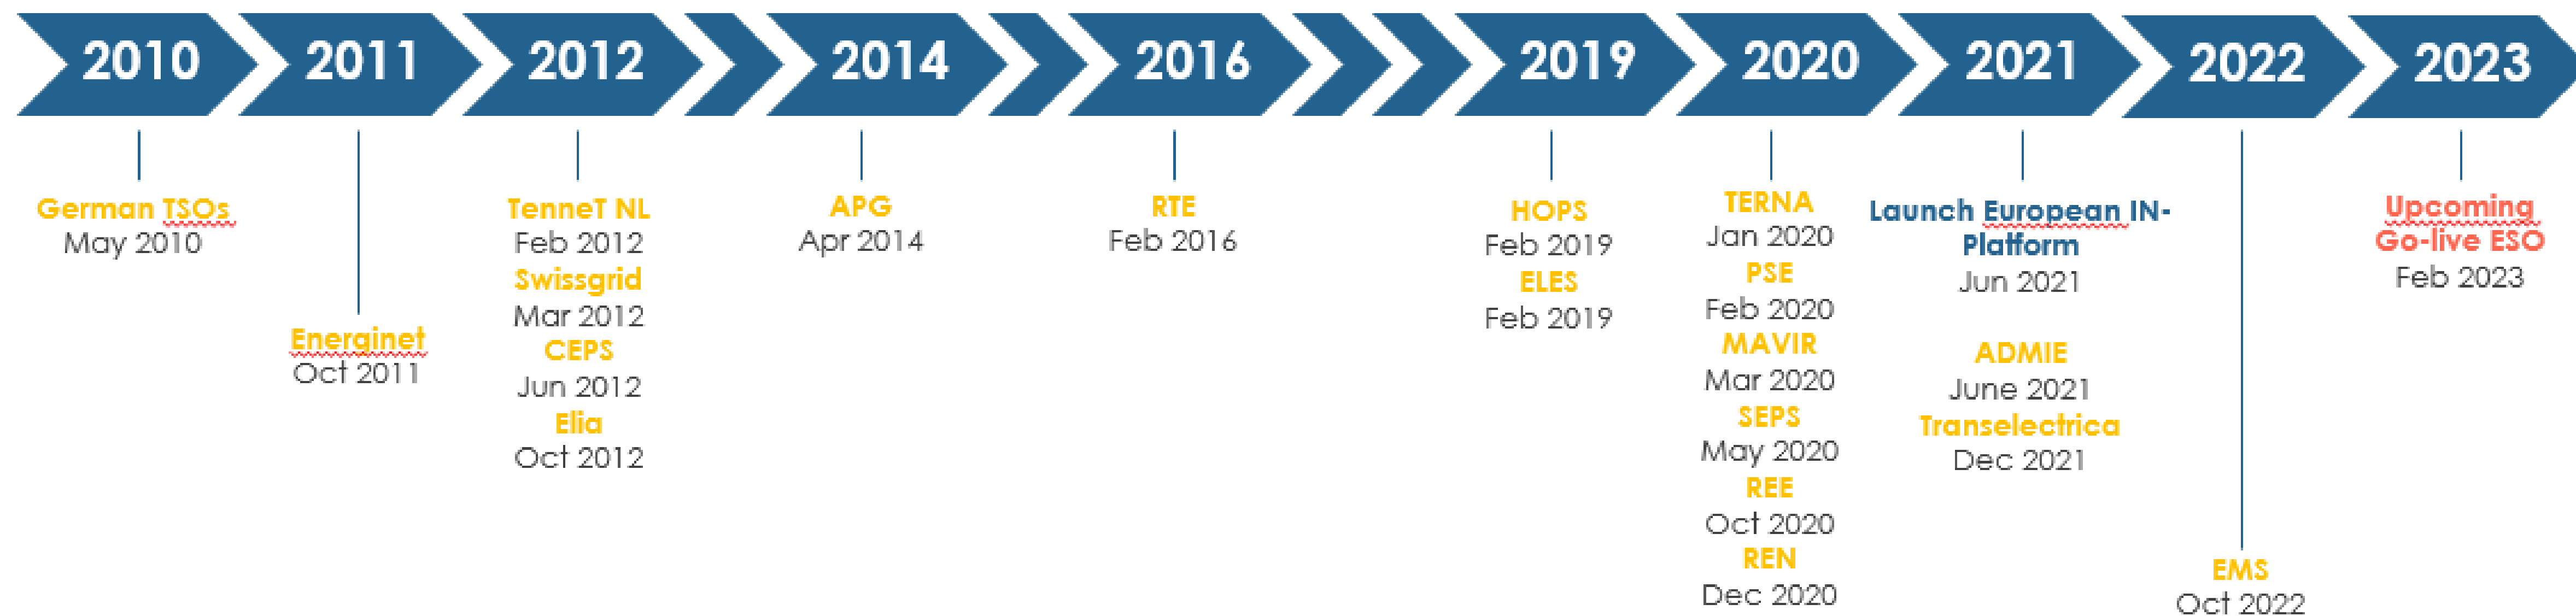 2010
2011
2012
2014
2016
2019
2020
2021
2022
2023
German TSOs
May 2010
Energinet
Oct 2011
TenneT NL
Feb 2012
Swissgrid
Mar 2012
CEPS
Jun 2012
Elia
Oct 2012
APG
Apr 2014
RTE
Feb 2016
HOPS
Feb 2019
ELES
Feb 2019
TERNA
Jan 2020
PSE
Feb 2020
MAVIR
Mar 2020
SEPS
May 2020
REE
Oct 2020
REN
Dec 2020
Launch European IN-
Platform
Jun 2021
ADMIE
June 2021
Transelectrica
Dec 2021
EMS
Oct 2022
Upcoming
Go-live ESO
Feb 2023